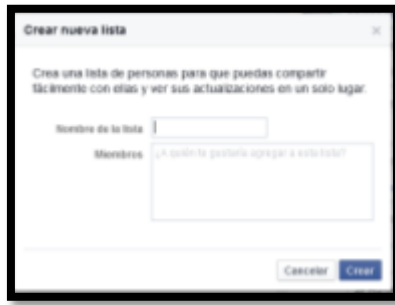 Crear nueva lista
Crea una lista de personas para que puedas compartir
fácilmente con ellas y ver sus actualizaciones en un solo lugar.
Nombre de la lista
Miembros
¿A quién te gustaría agregar a esta lista?
Cancelar
Crear